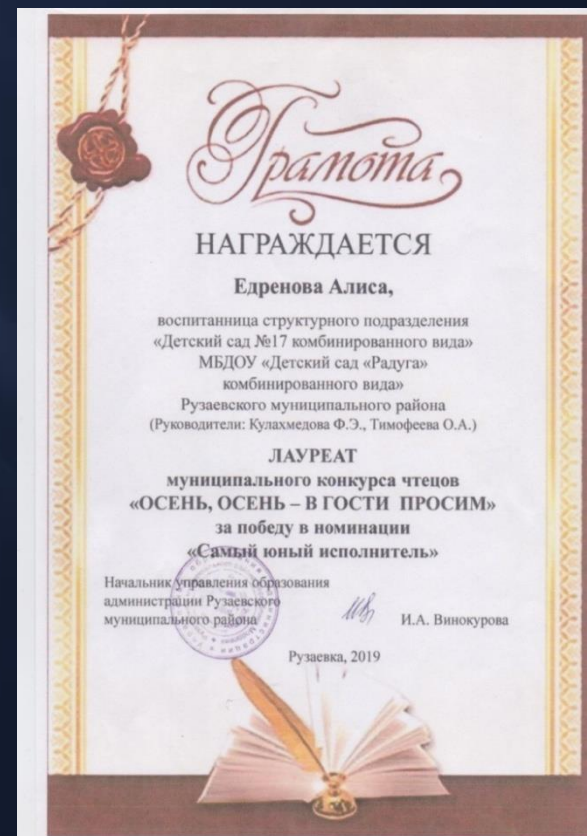 Грамота
НАГРАЖДАЕТСЯ
Едренова Алиса,
воспитанница структурного подразделения
«Детский сад №17 комбинированного вида»
МБДОУ «Детский сад «Радуга»
комбинированного вида»
Рузаевского муниципального района
(Руководители: Кулахмедова Ф.Э., Тимофеева О.А.)
ЛАУРЕАТ
муниципального конкурса чтецов
«ОСЕНЬ, ОСЕНЬ – В ГОСТИ ПРОСИМ»
за победу в номинации
«Самый юный исполнитель»
Начальник управления образования
администрации Рузаевского
муниципального района
И.А. Винокурова
Рузаевка, 2019